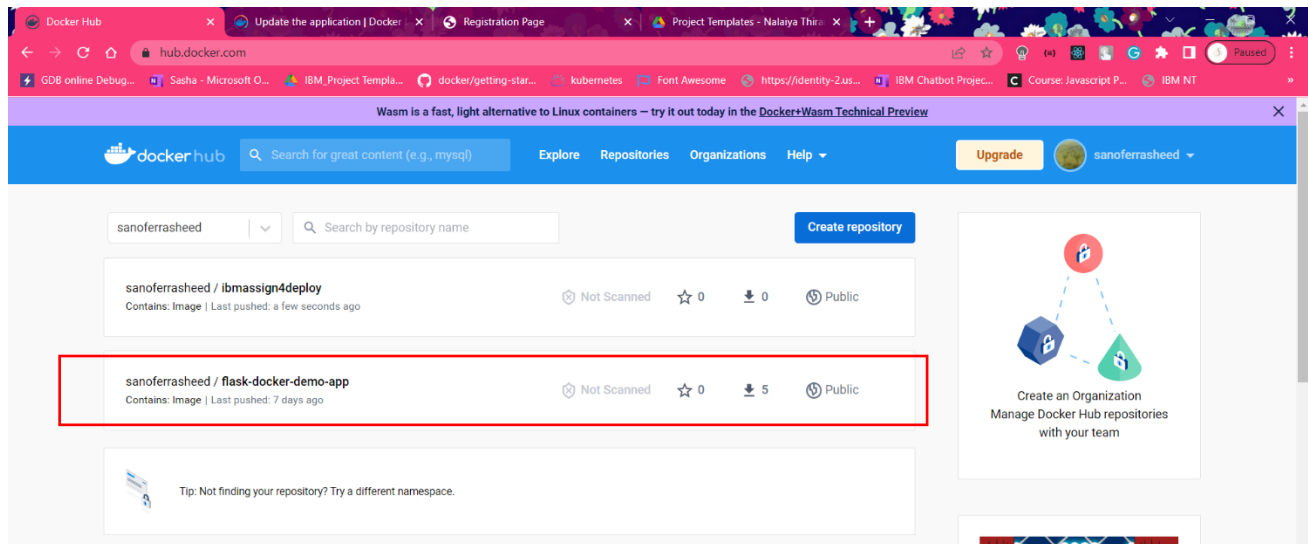 Docker Hub
Update the application | Docker
Registration Page
Project Templates - Nalaiya Thira
hub.docker.com
Paused
GDB online Debug...
Sasha - Microsoft O...
IBM_Project Templa...
docker/getting-star...
kubernetes
Font Awesome
https://identity-2.us...
IBM Chatbot Projec...
Course: Javascript P...
IBM NT
»
Wasm is a fast, light alternative to Linux containers — try it out today in the Docker+Wasm Technical Preview
dockerhub
Search for great content (e.g., mysql)
Explore
Repositories
Organizations
Help
Upgrade
sanoferrasheed
sanoferrasheed
Search by repository name
Create repository
sanoferrasheed / ibmassign4deploy
Contains: Image | Last pushed: a few seconds ago
Not Scanned
0
0
Public
sanoferrasheed / flask-docker-demo-app
Contains: Image | Last pushed: 7 days ago
Not Scanned
0
5
Public
Tip: Not finding your repository? Try a different namespace.
Create an Organization
Manage Docker Hub repositories
with your team